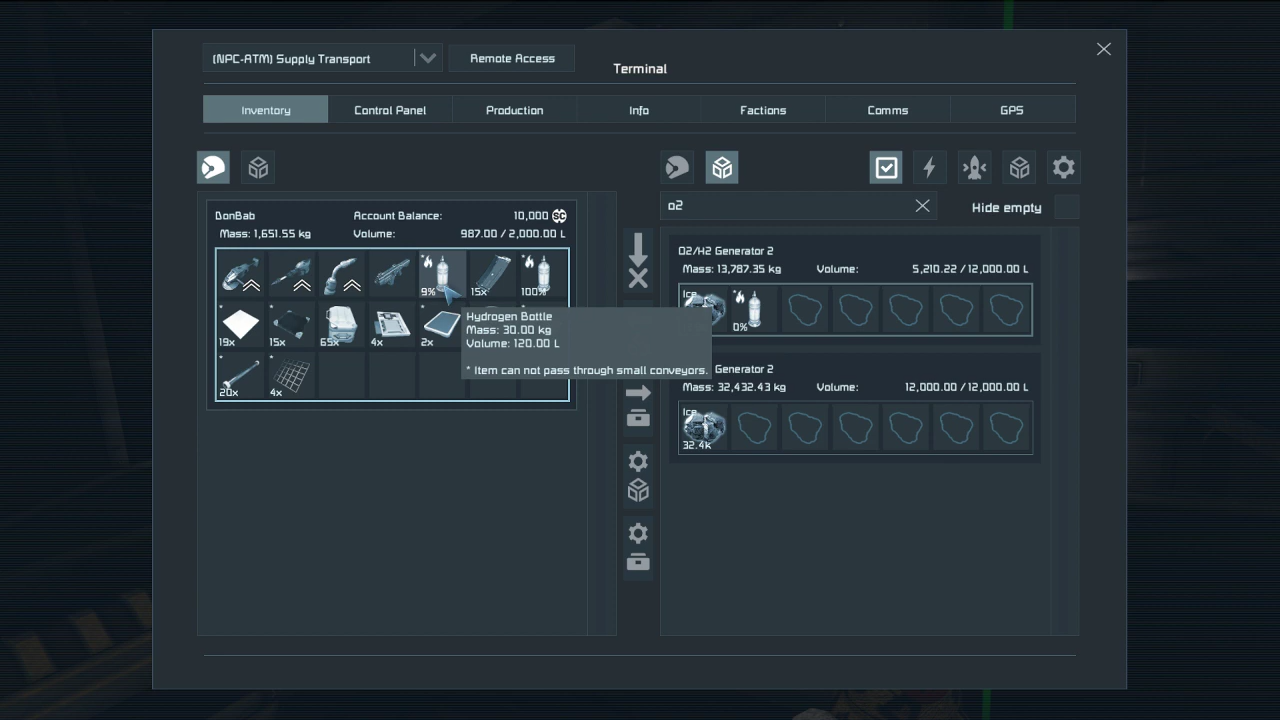 (NPC-ATM) Supply Transport
Remote Access
Terminal
Inventory
Control Panel
Production
Info
Factions
Comms
GPS
o2
Hide empty
DonBab
Account Balance:
10,000 SC
Mass: 1,651.55 kg
Volume:
987.00 / 2,000.00 L
9%
15x
100%
19x
15x
65x
4x
2x
20x
4x
Hydrogen Bottle
Mass: 30.00 kg
Volume: 120.00 L
* Item can not pass through small conveyors.
O2/H2 Generator 2
Mass: 13,787.35 kg
Volume:
5,210.22 / 12,000.00 L
Ice
0%
Generator 2
Mass: 32,432.43 kg
Volume:
12,000.00 / 12,000.00 L
Ice
32.4k